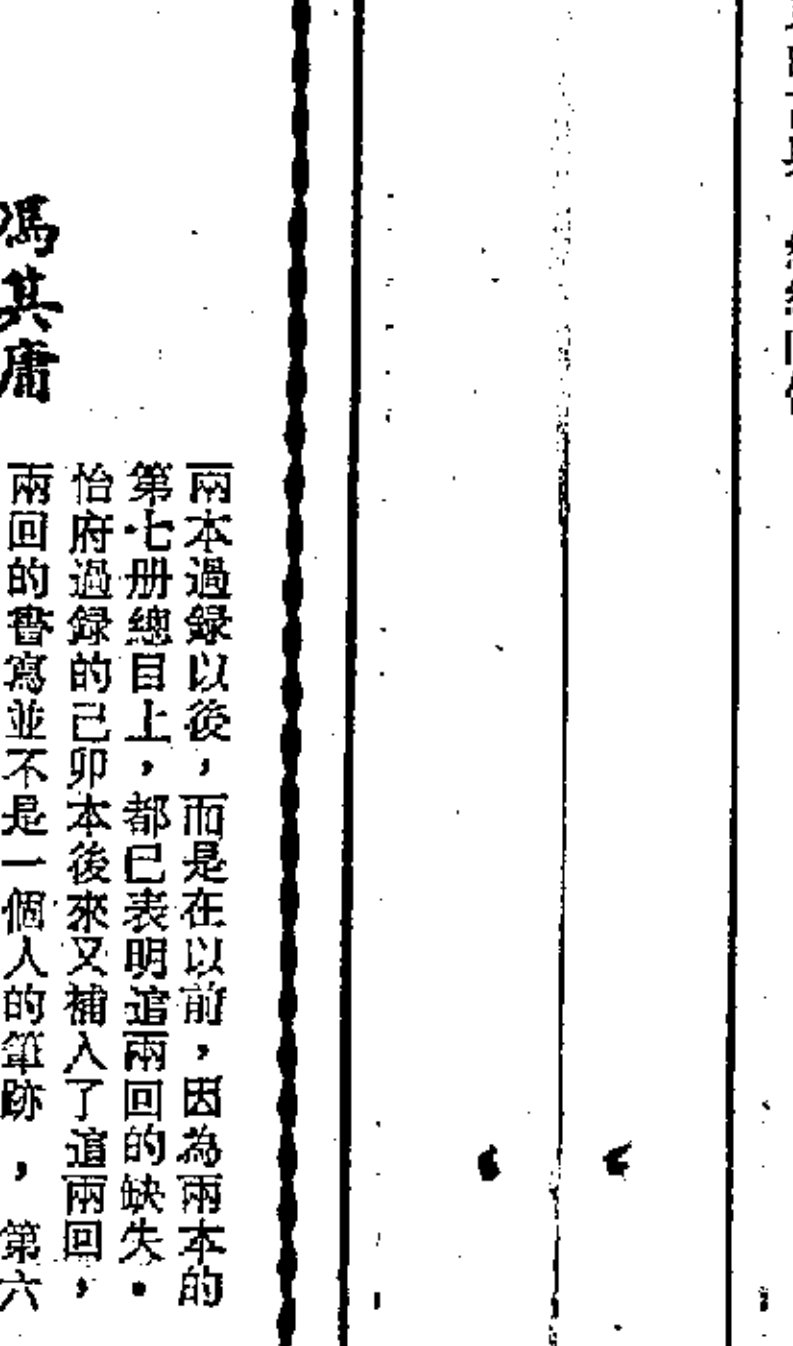 兩本過録以後，而是在以前，因為兩本的
第七册總目上，都已表明這兩回的缺失。
怡府過録的己卯本後來又補入了這兩回，
兩回的書寫並不是一個人的筆跡，第六
馮其庸